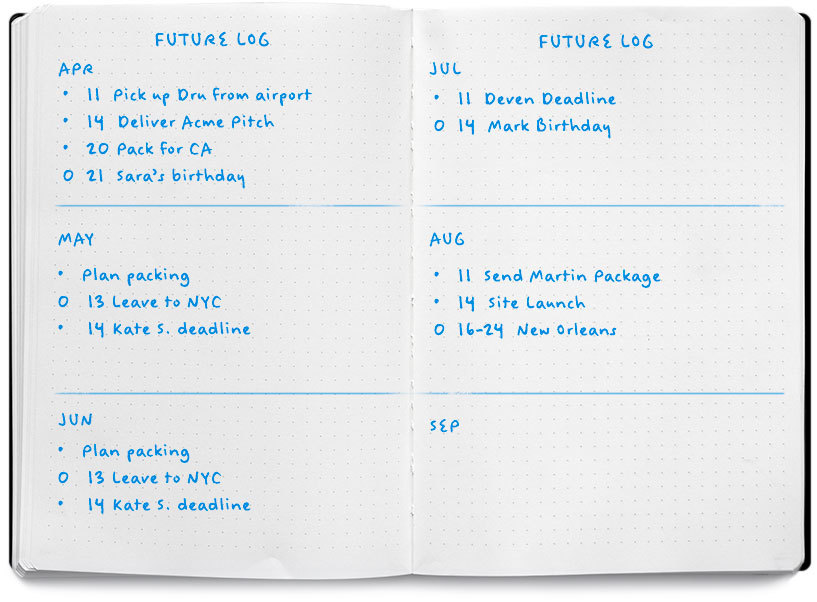 FUTURE LOG
APR
• 11 Pick up Dru from airport
• 14 Deliver Acme Pitch
• 20 Pack for CA
O 21 Sara's birthday
MAY
• Plan packing
O 13 Leave to NYC
• 14 Kate S. deadline
JUN
• Plan packing
O 13 Leave to NYC
• 14 Kate S. deadline
FUTURE LOG
JUL
• 11 Deven Deadline
O 14 Mark Birthday
AUG
• 11 Send Martin Package
• 14 Site Launch
O 16-24 New Orleans
SEP